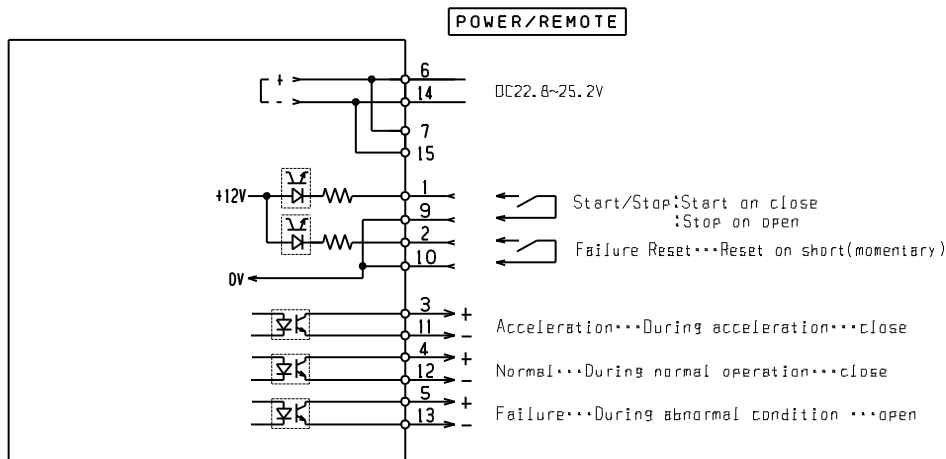 POWER/REMOTE
+ 6
- 14 DC22.8~25.2V
7
15
+12V 1
9 Start/Stop:Start on close
:Stop on open
2
10 Failure Reset···Reset on short(momentary)
0V
3 +
11 - Acceleration···During acceleration···close
4 +
12 - Normal···During normal operation···close
5 +
13 - Failure···During abnormal condition ···open